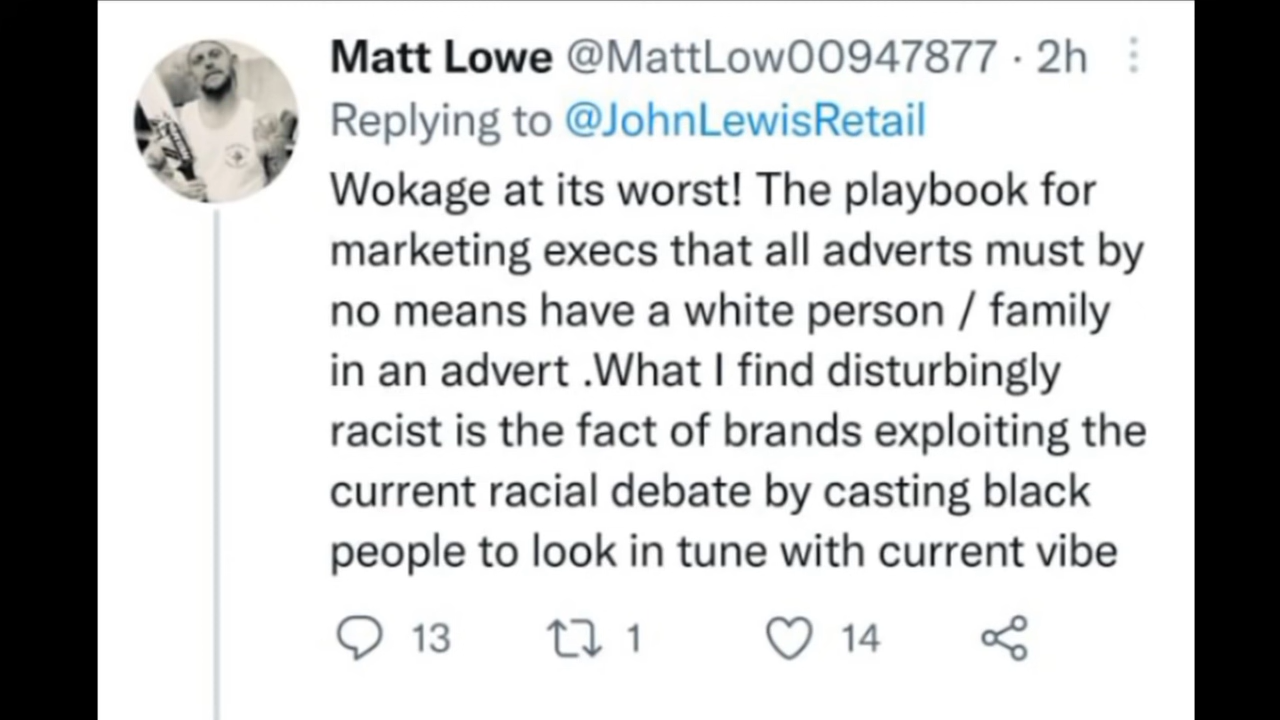 Matt Lowe @MattLow00947877 · 2h
Replying to @JohnLewisRetail
Wokage at its worst! The playbook for
marketing execs that all adverts must by
no means have a white person / family
in an advert .What I find disturbingly
racist is the fact of brands exploiting the
current racial debate by casting black
people to look in tune with current vibe
13 1 14